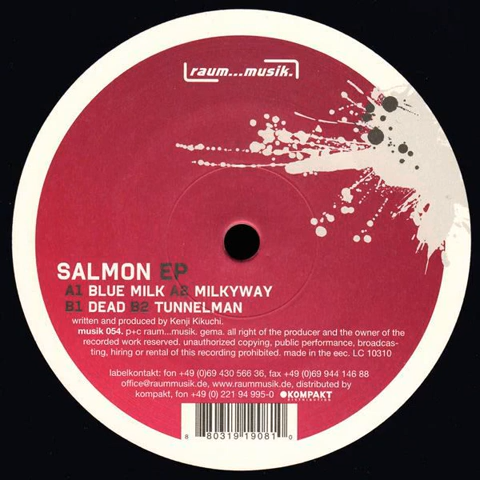 raum...musik.
SALMON EP
A1 BLUE MILK A2 MILKYWAY
B1 DEAD B2 TUNNELMAN
written and produced by Kenji Kikuchi.
musik 054. p+c raum...musik. gema. all right of the producer and the owner of the
recorded work reserved. unauthorized copying, public performance, broadcas-
ting, hiring or rental of this recording prohibited. made in the eec. LC 10310
labelkontakt: fon +49 (0)69 430 566 36, fax +49 (0)69 944 146 88
office@raummusik.de, www.raummusik.de, distributed by
kompakt, fon +49 (0) 221 94 995-0 KOMPAKT
DISTRIBUTION
8 80319 19081 0